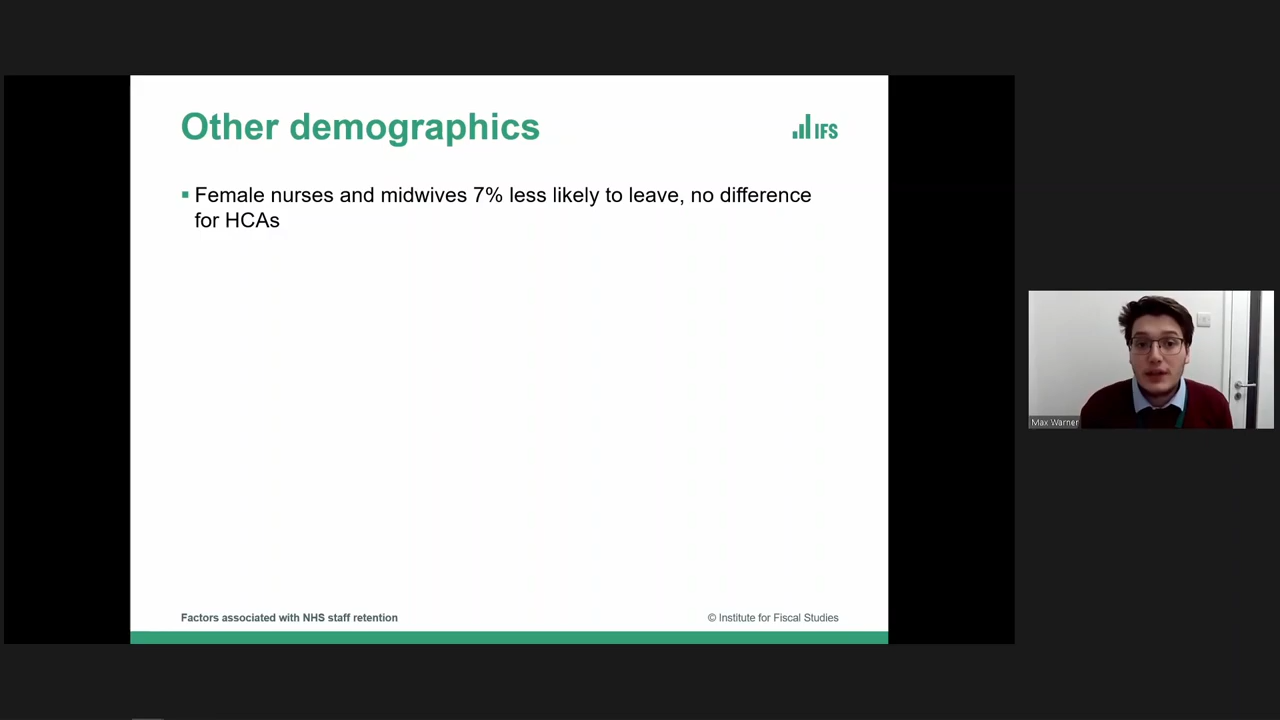 Other demographics
IFS
Female nurses and midwives 7% less likely to leave, no difference
for HCAs
Max Warner
Factors associated with NHS staff retention
© Institute for Fiscal Studies